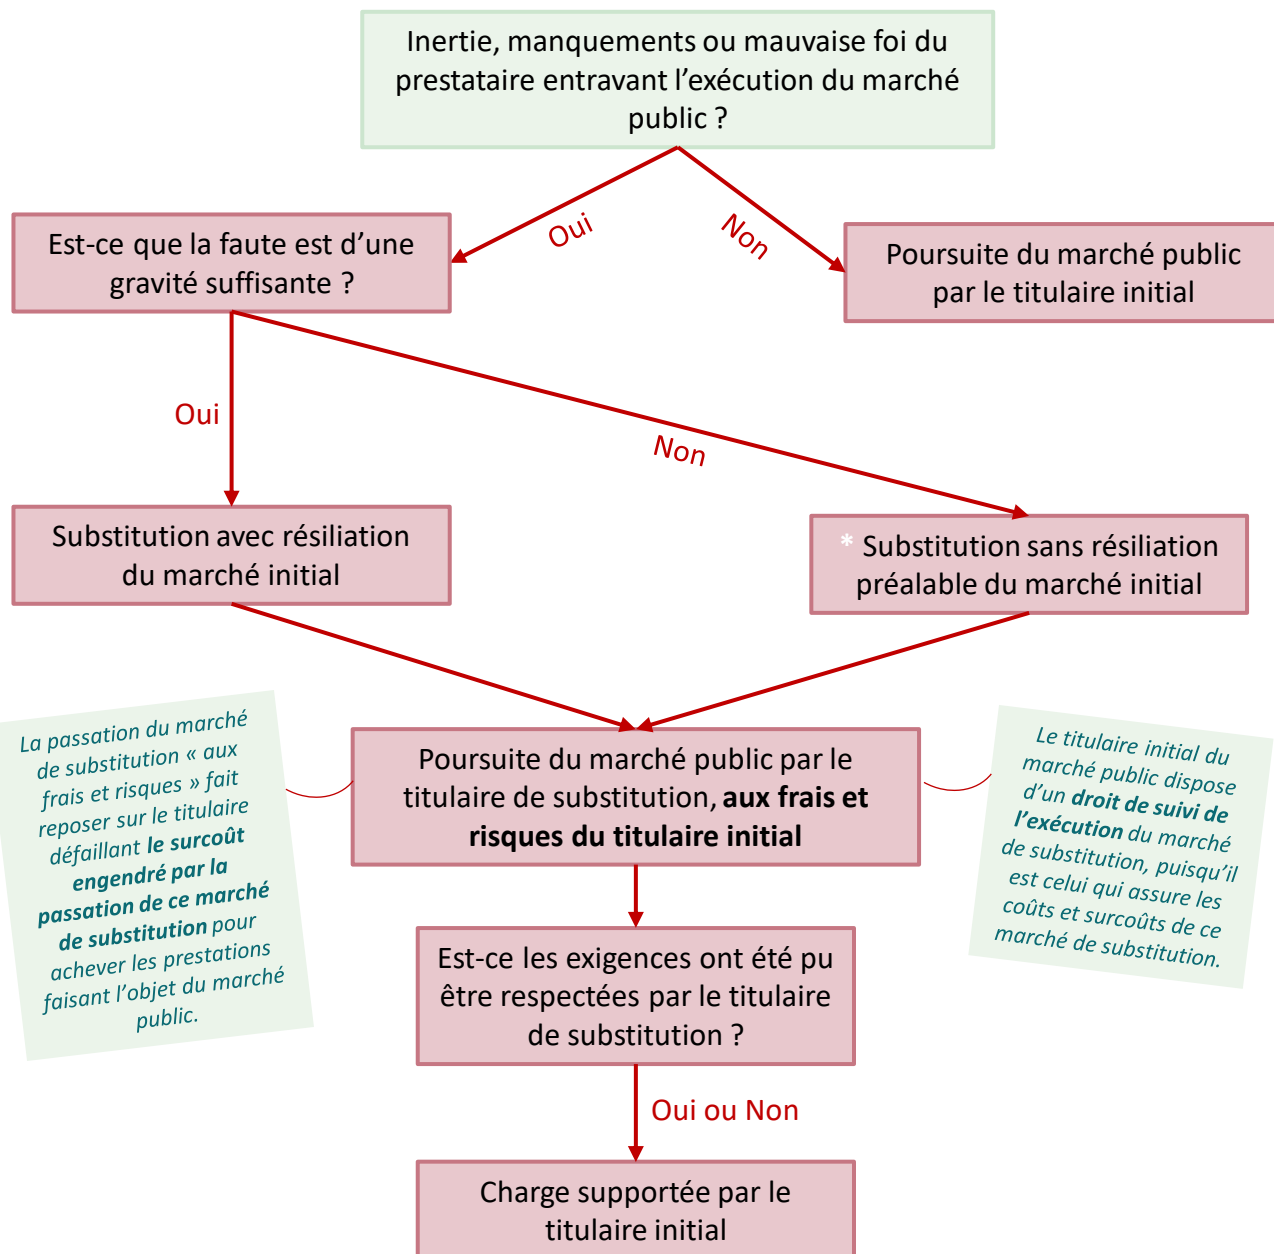 Inertie, manquements ou mauvaise foi du
prestataire entravant l’exécution du marché
public ?
Oui
Non
Est-ce que la faute est d’une
gravité suffisante ?
Poursuite du marché public
par le titulaire initial
Oui
Non
Substitution avec résiliation
du marché initial
* Substitution sans résiliation
préalable du marché initial
La passation du marché
de substitution « aux
frais et risques » fait
reposer sur le titulaire
défaillant le surcoût
engendré par la
passation de ce marché
de substitution pour
achever les prestations
faisant l’objet du marché
public.
Poursuite du marché public par le
titulaire de substitution, aux frais et
risques du titulaire initial
Le titulaire initial du
marché public dispose
d’un droit de suivi de
l’exécution du marché
de substitution, puisqu’il
est celui qui assure les
coûts et surcoûts de ce
marché de substitution.
Est-ce les exigences ont été pu
être respectées par le titulaire
de substitution ?
Oui ou Non
Charge supportée par le
titulaire initial